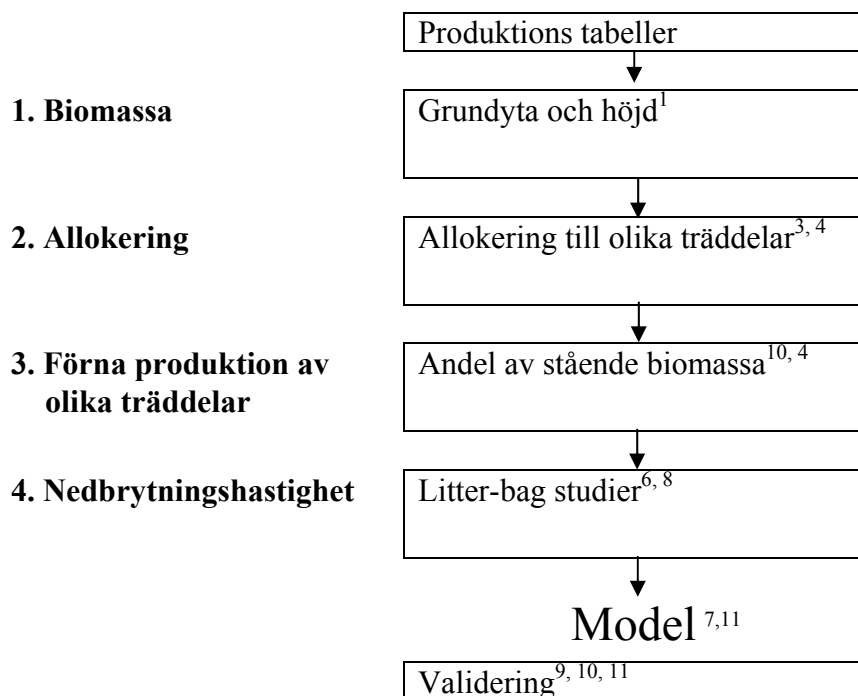 Produktions tabeller
1. Biomassa
Grundyta och höjd1
2. Allokering
Allokering till olika träddelar3, 4
3. Förna produktion av
olika träddelar
Andel av stående biomassa10, 4
4. Nedbrytningshastighet
Litter-bag studier6, 8
Model 7,11
Validering9, 10, 11